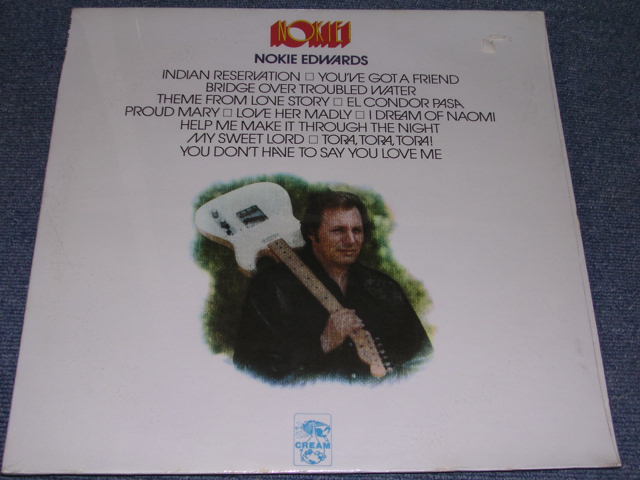 NOKIE!
NOKIE EDWARDS
INDIAN RESERVATION □ YOU'VE GOT A FRIEND
BRIDGE OVER TROUBLED WATER
THEME FROM LOVE STORY □ EL CONDOR PASA
PROUD MARY □ LOVE HER MADLY □ I DREAM OF NAOMI
HELP ME MAKE IT THROUGH THE NIGHT
MY SWEET LORD □ TORA, TORA, TORA!
YOU DON'T HAVE TO SAY YOU LOVE ME
CREAM